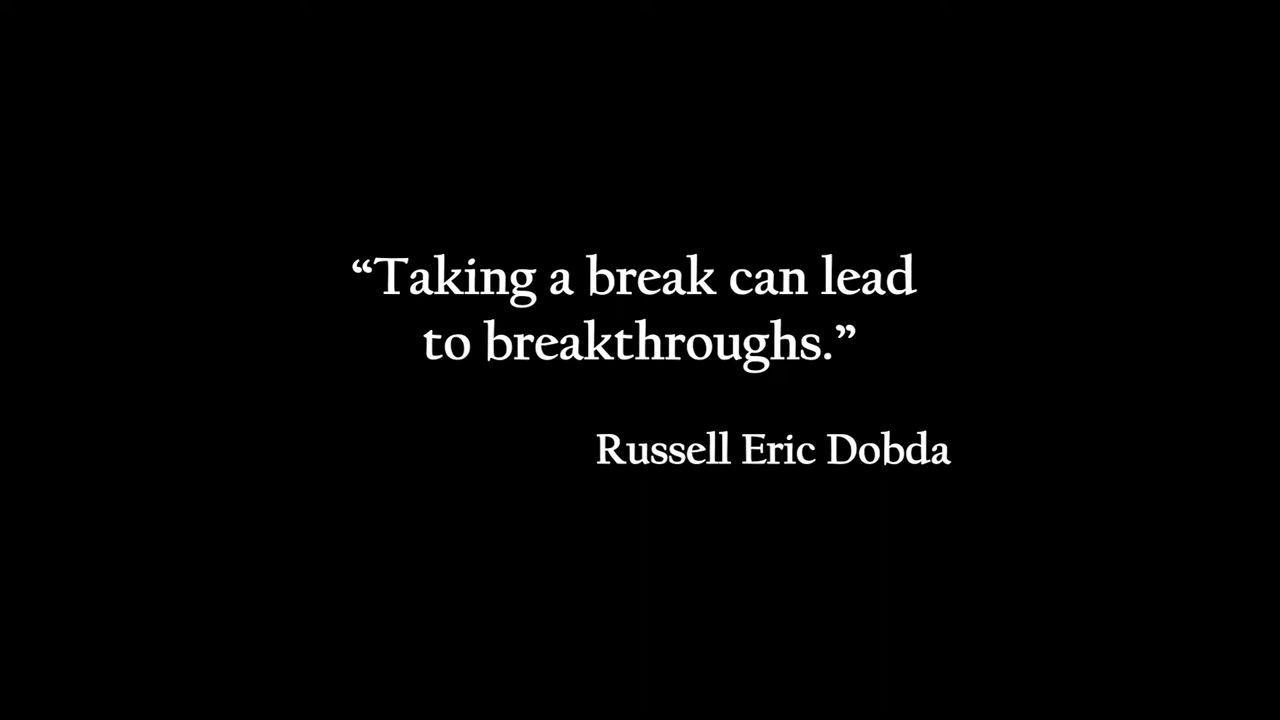 “Taking a break can lead
to breakthroughs.”
Russell Eric Dobda